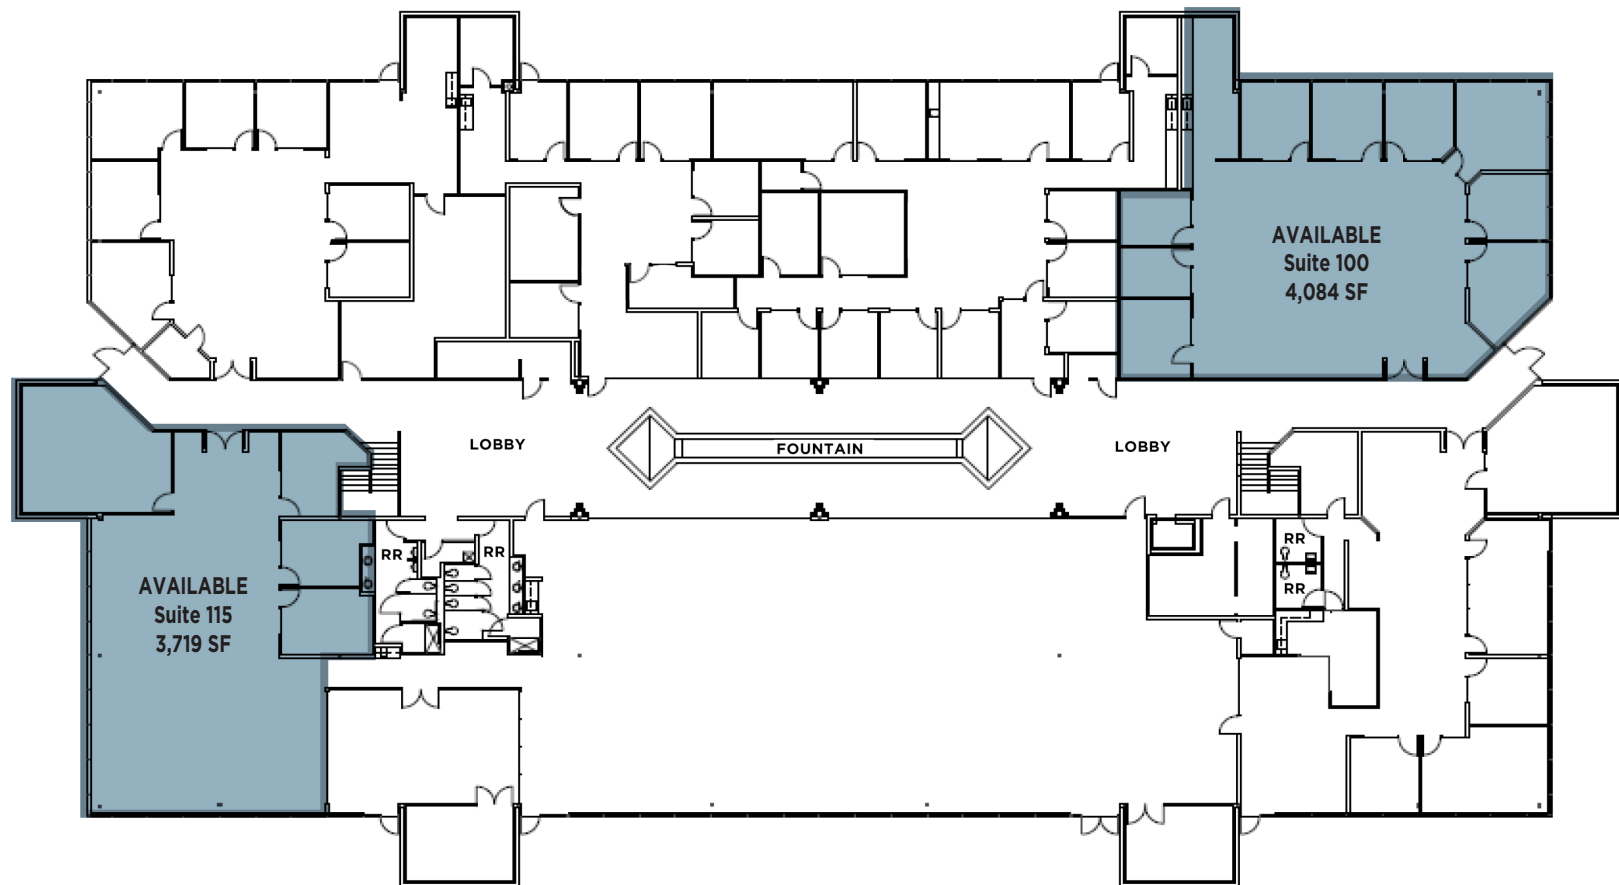 AVAILABLE
Suite 100
4,084 SF
LOBBY
FOUNTAIN
LOBBY
RR
RR
RR
RR
AVAILABLE
Suite 115
3,719 SF